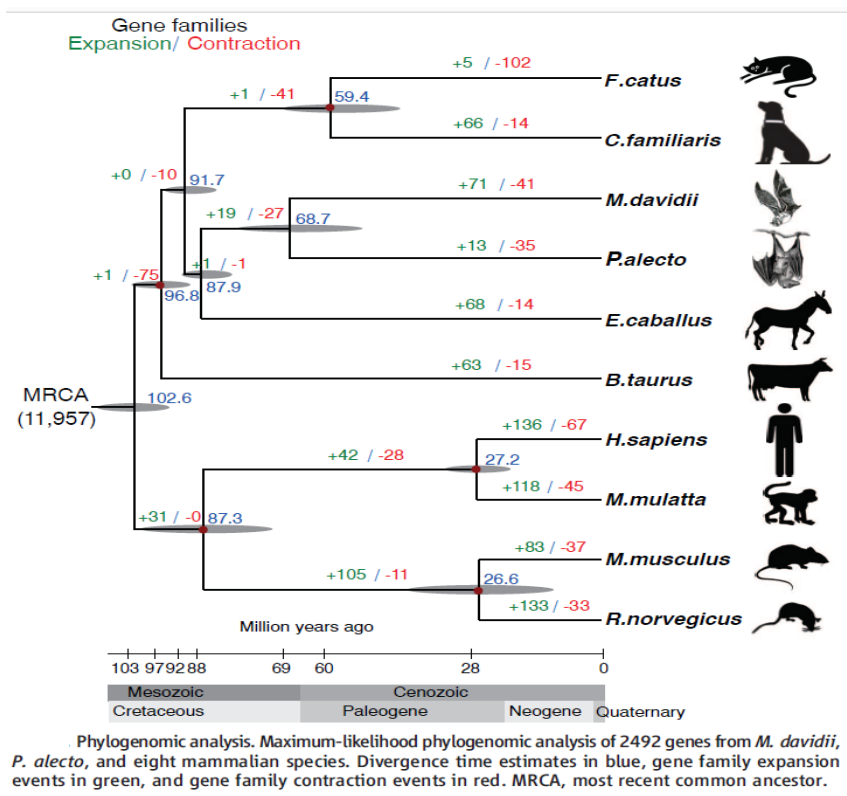 Gene families
Expansion/ Contraction
+5 / -102
F.catus
+1 / -41
59.4
+66 / -14
C.familiaris
+0 / -10
91.7
+71 / -41
M.davidii
+19 / -27
68.7
+13 / -35
P.alecto
+1 / -75
+1 / -1
96.8
87.9
+68 / -14
E.caballus
+63 / -15
B.taurus
MRCA
(11,957)
102.6
+136 / -67
H.sapiens
+42 / -28
27.2
+118 / -45
M.mulatta
+31 / -0
87.3
+83 / -37
M.musculus
+105 / -11
26.6
+133 / -33
R.norvegicus
Million years ago
103 97 92 88 69 60 28 0
Mesozoic Cenozoic
Cretaceous Paleogene Neogene Quaternary
. Phylogenomic analysis. Maximum-likelihood phylogenomic analysis of 2492 genes from M. davidii,
P. alecto, and eight mammalian species. Divergence time estimates in blue, gene family expansion
events in green, and gene family contraction events in red. MRCA, most recent common ancestor.